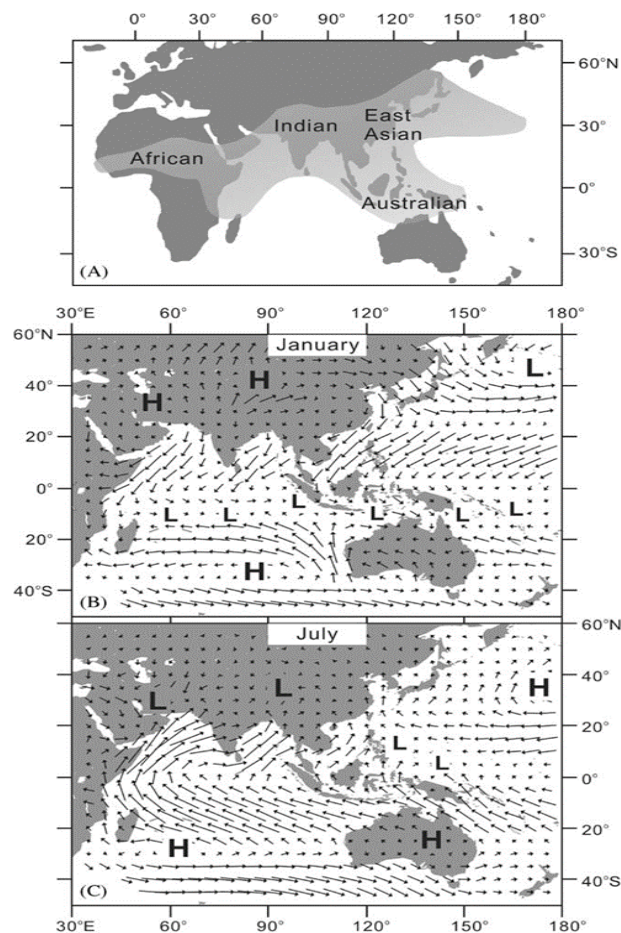 0° 30° 60° 90° 120° 150° 180°
60°N
Indian
East
Asian
30°
African
0°
Australian
30°S
(A)
30°E 60° 90° 120° 150° 180°
60°N
January
L
H
40°
H
20°
0°
L
L L L L L
20°
H
40°S
(B)
July
60°N
L
L
H
40°
20°
L
L
0°
20°
H
H
40°S
(C)
30°E 60° 90° 120° 150° 180°